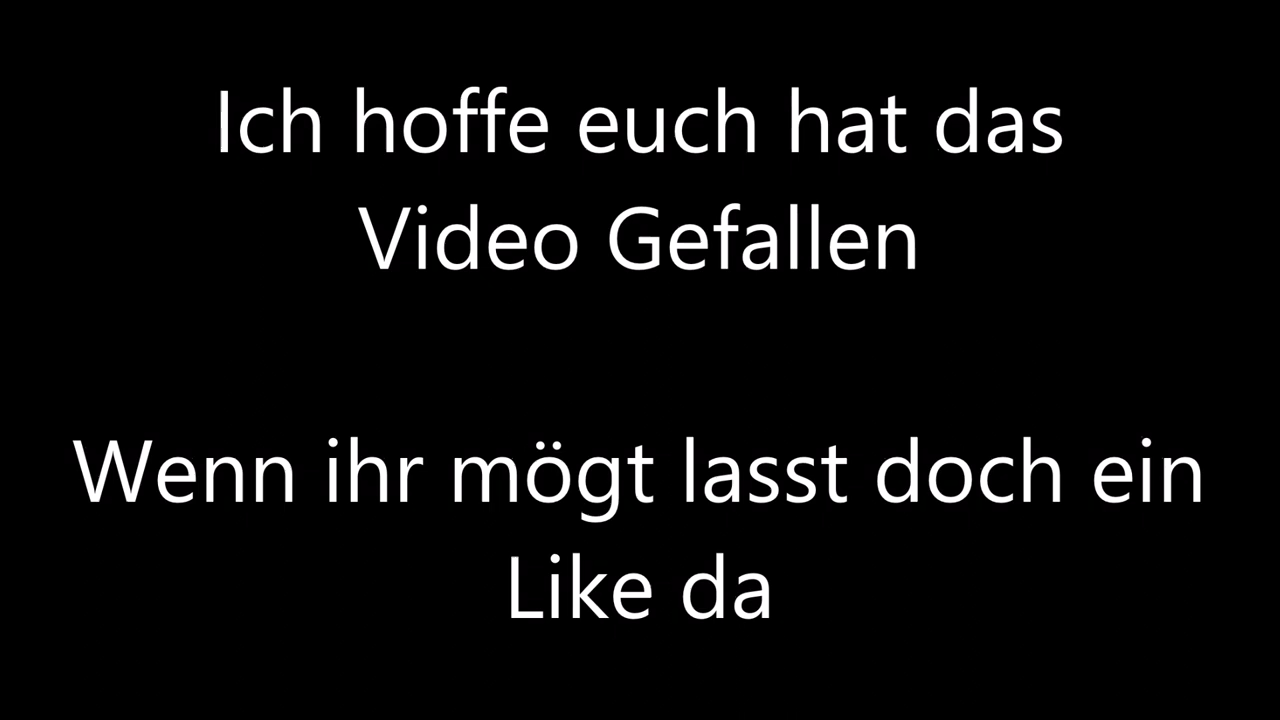 Ich hoffe euch hat das
Video Gefallen
Wenn ihr mögt lasst doch ein
Like da